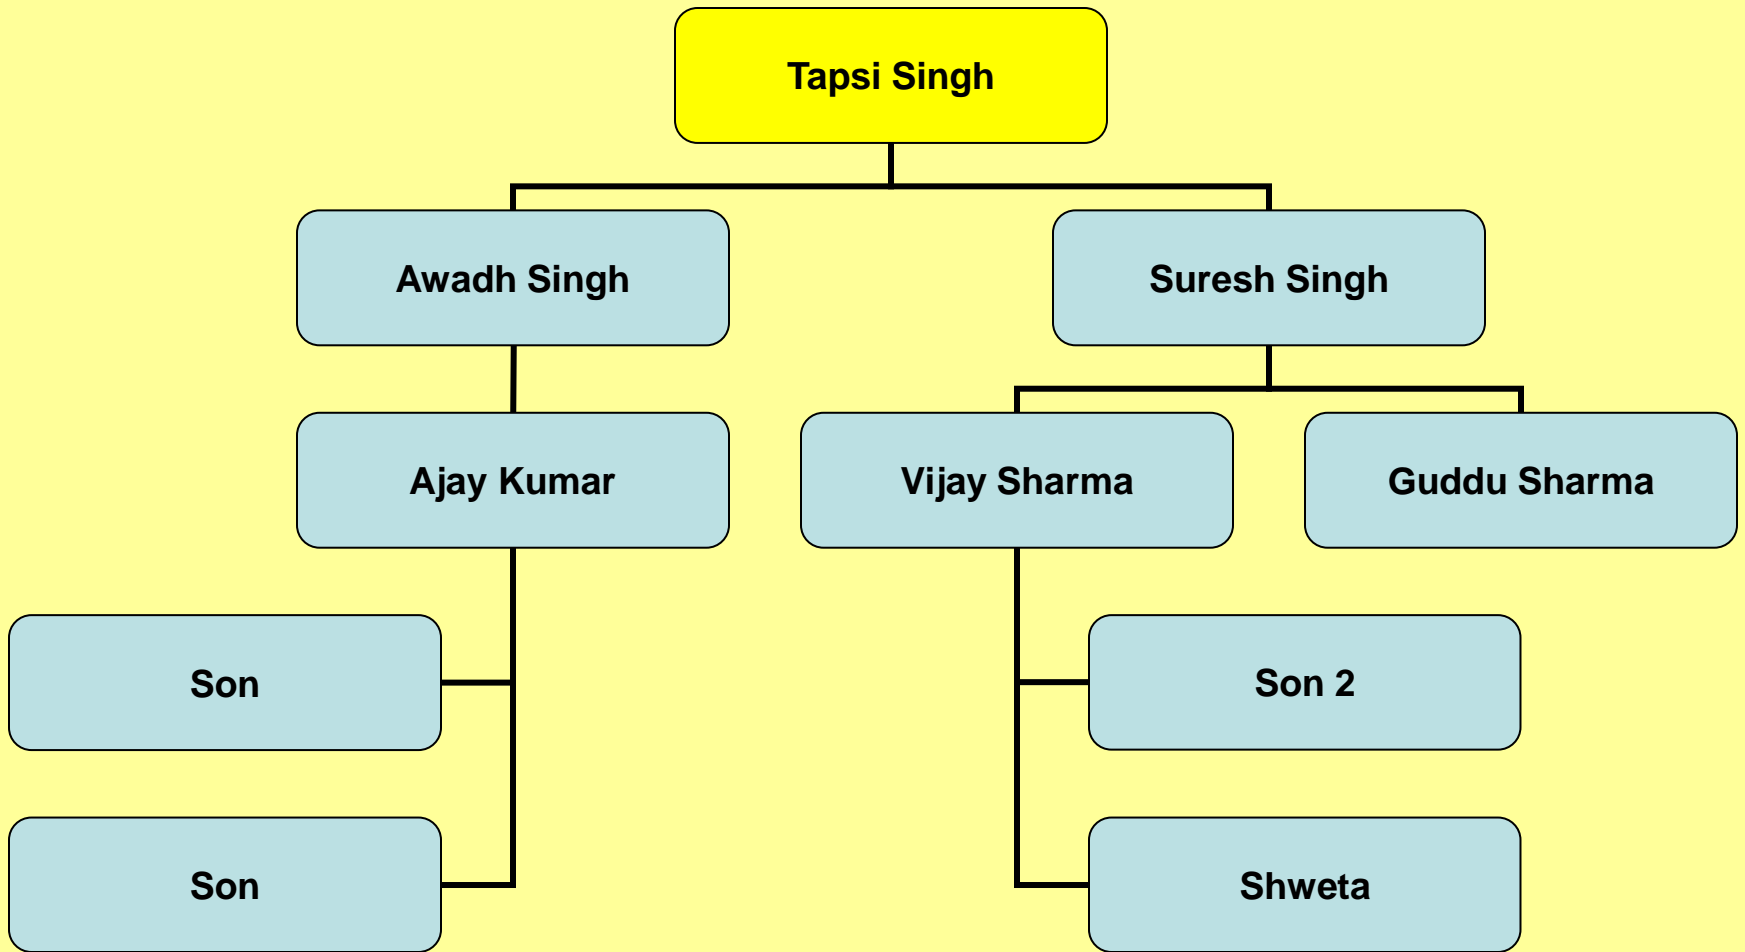 Tapsi Singh
Awadh Singh
Suresh Singh
Ajay Kumar
Vijay Sharma
Guddu Sharma
Son
Son 2
Son
Shweta